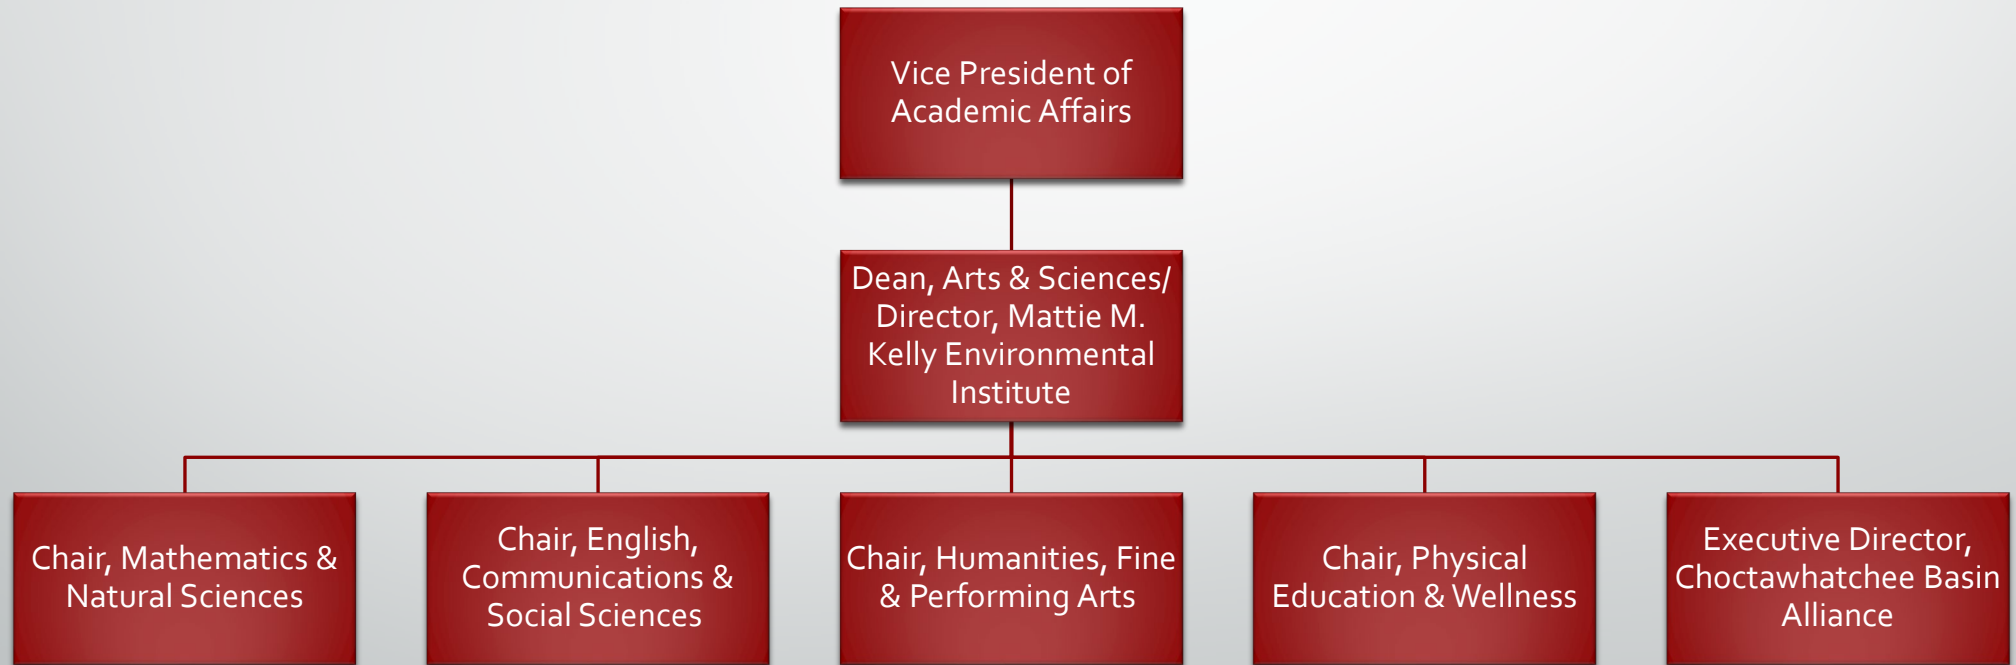 Vice President of
Academic Affairs
Dean, Arts & Sciences/
Director, Mattie M.
Kelly Environmental
Institute
Chair, Mathematics &
Natural Sciences
Chair, English,
Communications &
Social Sciences
Chair, Humanities, Fine
& Performing Arts
Chair, Physical
Education & Wellness
Executive Director,
Choctawhatchee Basin
Alliance